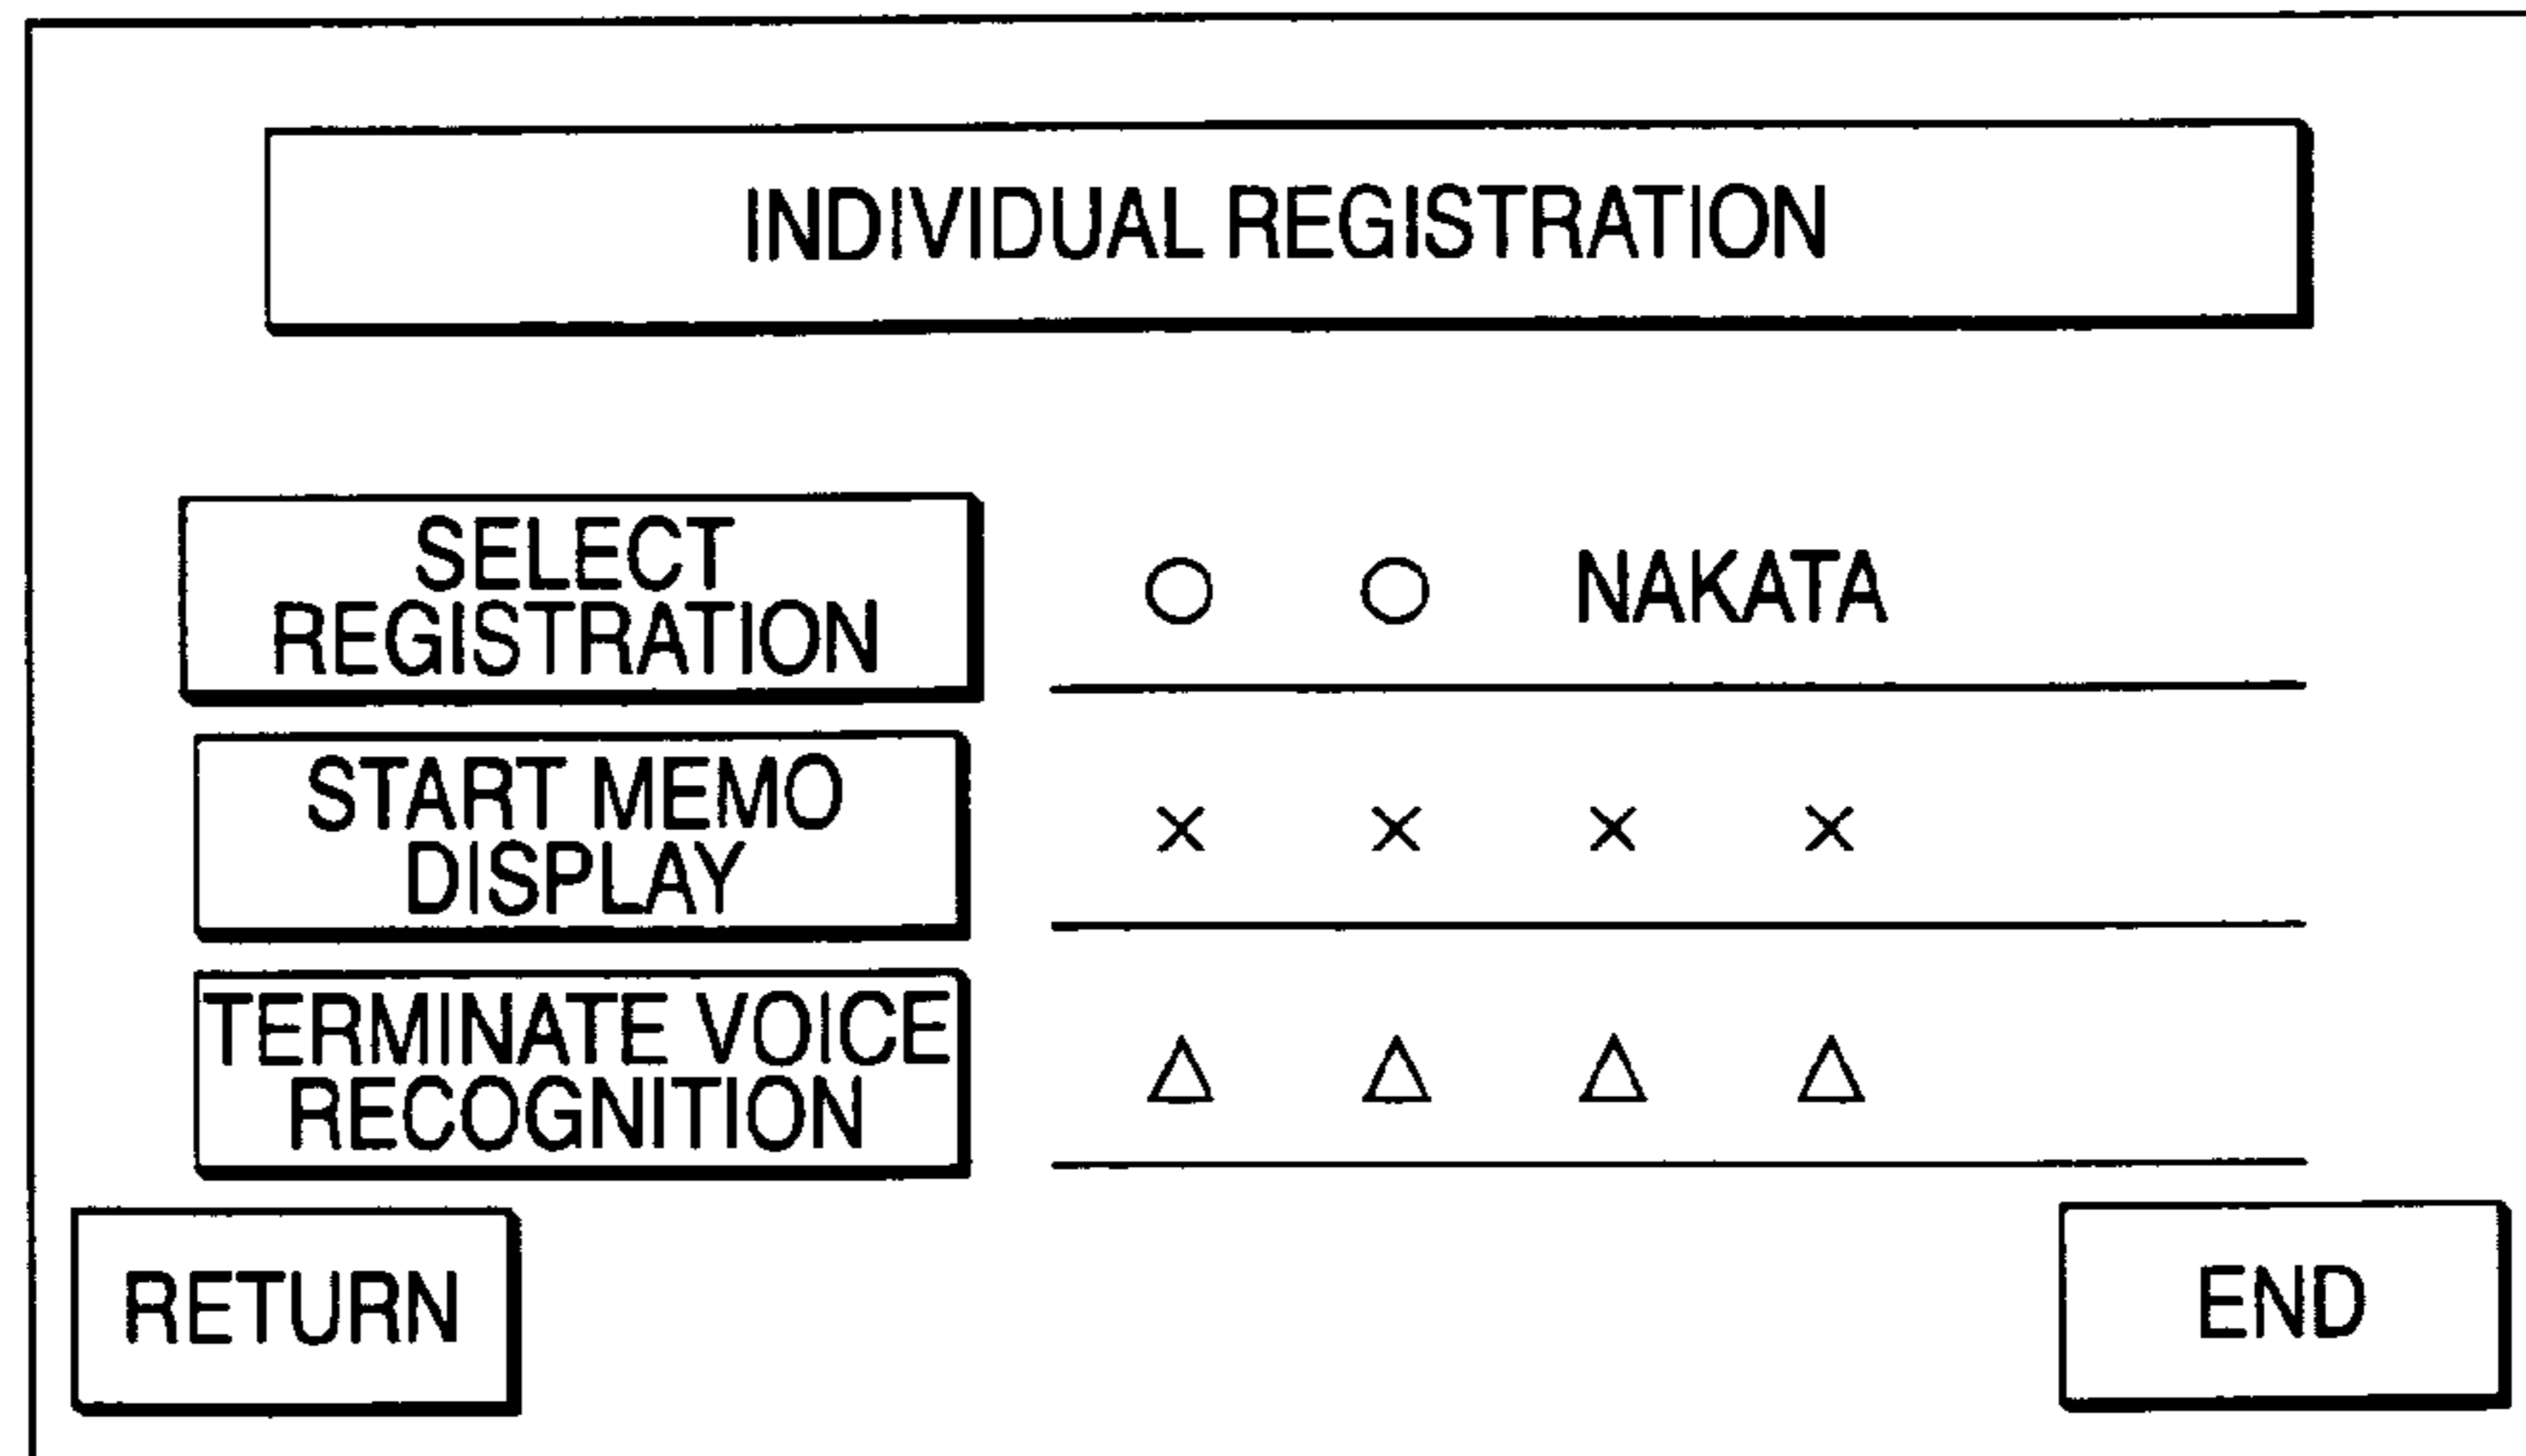 INDIVIDUAL REGISTRATION
SELECT
REGISTRATION
○ ○ NAKATA
START MEMO
DISPLAY
× × × ×
TERMINATE VOICE
RECOGNITION
△ △ △ △
RETURN
END